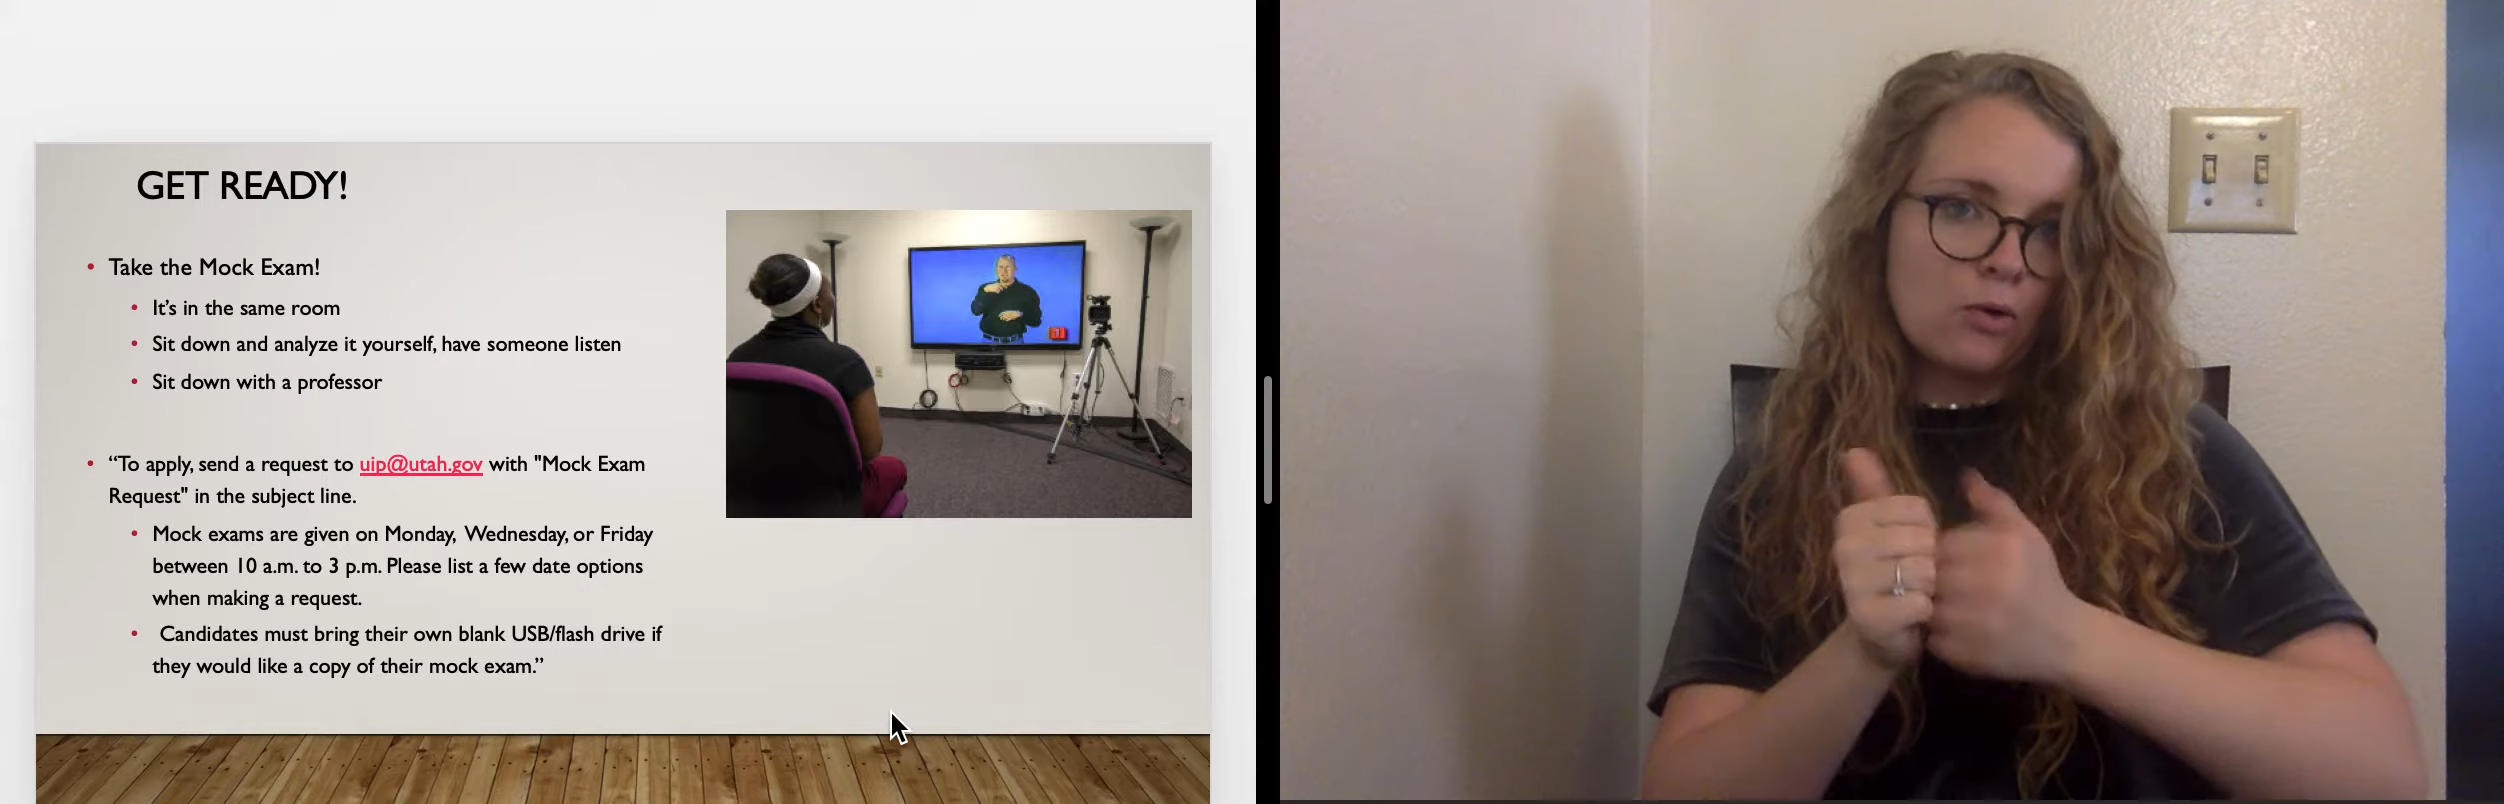 GET READY!
• Take the Mock Exam!
• It's in the same room
• Sit down and analyze it yourself, have someone listen
• Sit down with a professor
• “To apply, send a request to uip@utah.gov with "Mock Exam
Request" in the subject line.
• Mock exams are given on Monday, Wednesday, or Friday
between 10 a.m. to 3 p.m. Please list a few date options
when making a request.
• Candidates must bring their own blank USB/flash drive if
they would like a copy of their mock exam.”